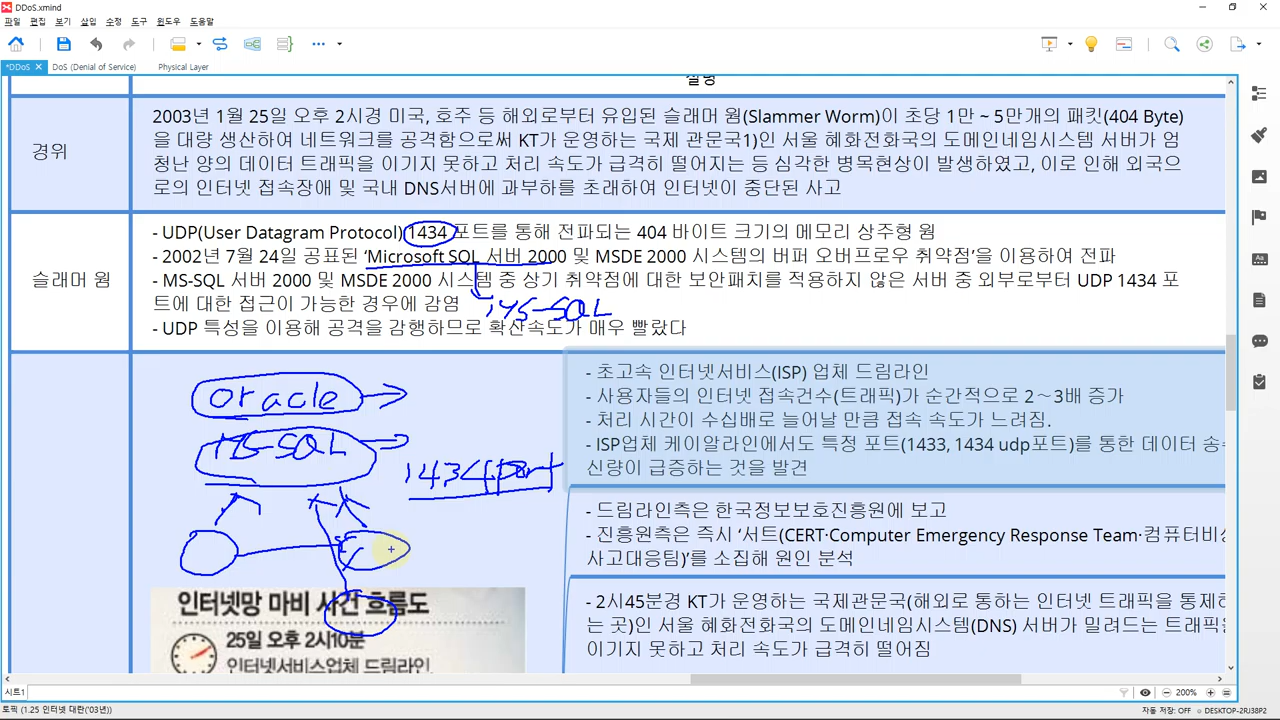 DDoS.xmind
파일 편집 보기 삽입 수정 도구 윈도우 도움말
*DDoS DoS (Denial of Service) Physical Layer
설명
경위
2003년 1월 25일 오후 2시경 미국, 호주 등 해외로부터 유입된 슬래머 웜(Slammer Worm)이 초당 1만 ~ 5만개의 패킷(404 Byte)
을 대량 생산하여 네트워크를 공격함으로써 KT가 운영하는 국제 관문국1)인 서울 혜화전화국의 도메인네임시스템 서버가 엄
청난 양의 데이터 트래픽을 이기지 못하고 처리 속도가 급격히 떨어지는 등 심각한 병목현상이 발생하였고, 이로 인해 외국으
로의 인터넷 접속장애 및 국내 DNS서버에 과부하를 초래하여 인터넷이 중단된 사고
슬래머 웜
- UDP(User Datagram Protocol) 1434 포트를 통해 전파되는 404 바이트 크기의 메모리 상주형 웜
- 2002년 7월 24일 공표된 ‘Microsoft SQL 서버 2000 및 MSDE 2000 시스템의 버퍼 오버프로우 취약점’을 이용하여 전파
- MS-SQL 서버 2000 및 MSDE 2000 시스템 중 상기 취약점에 대한 보안패치를 적용하지 않은 서버 중 외부로부터 UDP 1434 포
트에 대한 접근이 가능한 경우에 감염
MS-SQL
- UDP 특성을 이용해 공격을 감행하므로 확산속도가 매우 빨랐다
oracle
MS-SQL
1434 port
- 초고속 인터넷서비스(ISP) 업체 드림라인
- 사용자들의 인터넷 접속건수(트래픽)가 순간적으로 2～3배 증가
- 처리 시간이 수십배로 늘어날 만큼 접속 속도가 느려짐.
- ISP업체 케이알라인에서도 특정 포트(1433, 1434 udp포트)를 통한 데이터 송
신량이 급증하는 것을 발견
- 드림라인측은 한국정보보호진흥원에 보고
- 진흥원측은 즉시 ‘서트(CERT·Computer Emergency Response Team·컴퓨터비상
사고대응팀)’를 소집해 원인 분석
- 2시45분경 KT가 운영하는 국제관문국(해외로 통하는 인터넷 트래픽을 통제하
는 곳)인 서울 혜화전화국의 도메인네임시스템(DNS) 서버가 밀려드는 트래픽을
이기지 못하고 처리 속도가 급격히 떨어짐
인터넷망 마비 사건 흐름도
25일 오후 2시10분
인터넷서비스업체 드림라인,
시트1
200%
토픽 (1.25 인터넷 대란('03년))
자동 저장: OFF DESKTOP-2RJ38P2